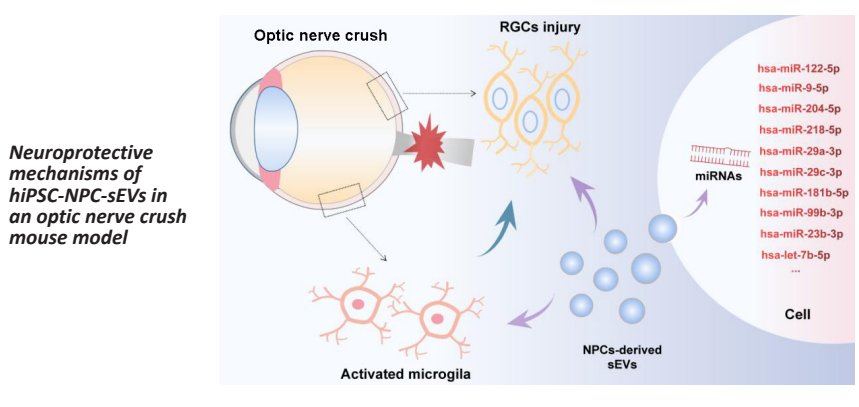 Neuroprotective
mechanisms of
hiPSC-NPC-sEVs in
an optic nerve crush
mouse model
Optic nerve crush
RGCs injury
Activated microgila
NPCs-derived
sEVs
miRNAs
hsa-miR-122-5p
hsa-miR-9-5p
hsa-miR-204-5p
hsa-miR-218-5p
hsa-miR-29a-3p
hsa-miR-29c-3p
hsa-miR-181b-5p
hsa-miR-99b-3p
hsa-miR-23b-3p
hsa-let-7b-5p
...
Cell